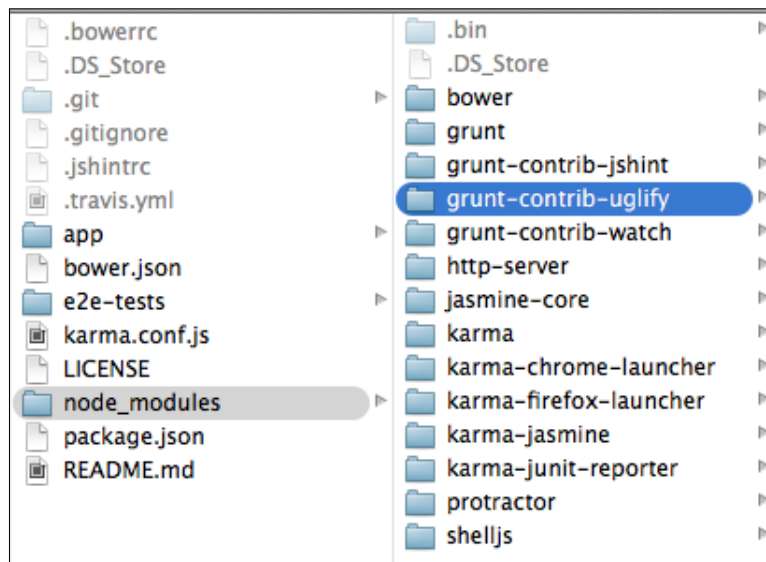 .bowerrc
.DS_Store
.git
.gitignore
.jshintrc
.travis.yml
app
bower.json
e2e-tests
karma.conf.js
LICENSE
node_modules
package.json
README.md
.bin
.DS_Store
bower
grunt
grunt-contrib-jshint
grunt-contrib-uglify
grunt-contrib-watch
http-server
jasmine-core
karma
karma-chrome-launcher
karma-firefox-launcher
karma-jasmine
karma-junit-reporter
protractor
shelljs